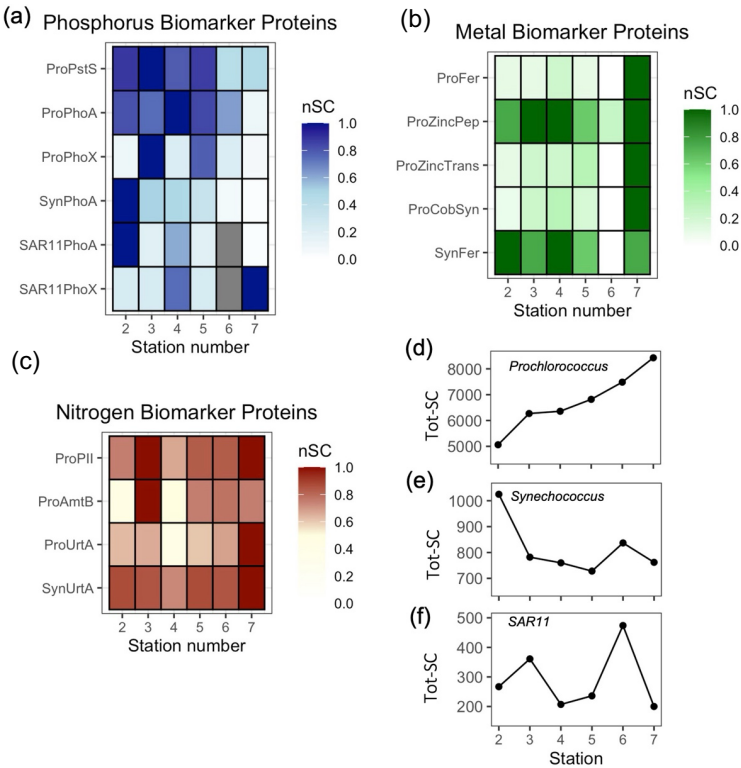 (a)
Phosphorus Biomarker Proteins
ProPstS
ProPhoA
ProPhoX
SynPhoA
SAR11PhoA
SAR11PhoX
2 3 4 5 6 7
Station number
nSC
1.0
0.8
0.6
0.4
0.2
0.0
(b)
Metal Biomarker Proteins
ProFer
ProZincPep
ProZincTrans
ProCobSyn
SynFer
2 3 4 5 6 7
Station number
nSC
1.0
0.8
0.6
0.4
0.2
0.0
(c)
Nitrogen Biomarker Proteins
ProPII
ProAmtB
ProUrtA
SynUrtA
2 3 4 5 6 7
Station number
nSC
1.0
0.8
0.6
0.4
0.2
0.0
(d)
Prochlorococcus
Tot-SC
8000
7000
6000
5000
(e)
Synechococcus
Tot-SC
1000
900
800
700
(f)
SAR11
Tot-SC
500
400
300
200
2 3 4 5 6 7
Station